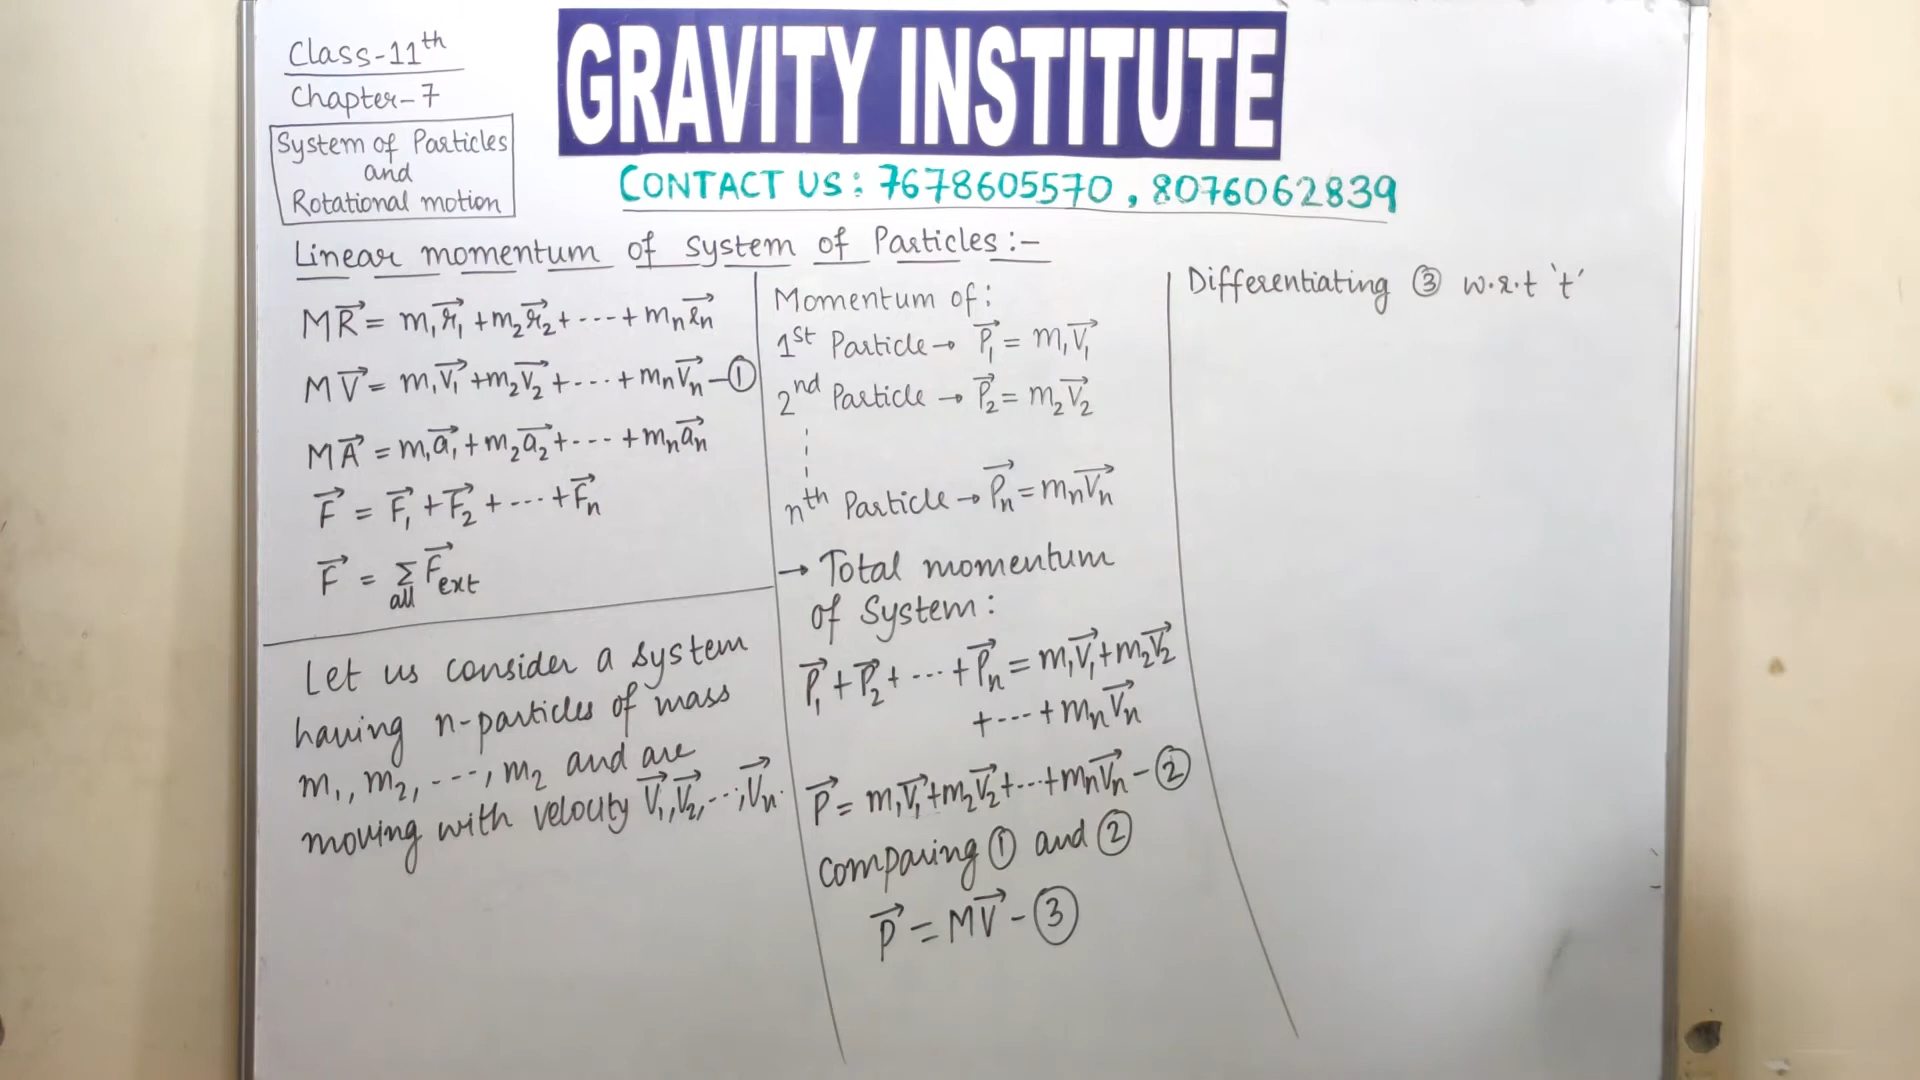 Class-11th
Chapter-7
System of Particles
and
Rotational motion
GRAVITY INSTITUTE
CONTACT US: 7678605570, 8076062839
Linear momentum of system of Particles:-
MR⃗ = m₁r⃗₁ + m₂r⃗₂ + ---- + mₙr⃗ₙ
MV⃗ = m₁V⃗₁ + m₂V⃗₂ + ---- + mₙV⃗ₙ - ①
MA⃗ = m₁a⃗₁ + m₂a⃗₂ + ---- + mₙa⃗ₙ
F⃗ = F⃗₁ + F⃗₂ + ---- + F⃗ₙ
F⃗ = Σ F⃗ext
all
Let us consider a system
having n-particles of mass
m₁, m₂, ----, m₂ and are
moving with velocity V⃗₁, V⃗₂, ---, V⃗ₙ.
Momentum of:
1st Particle → P⃗₁ = m₁V⃗₁
2nd Particle → P⃗₂ = m₂V⃗₂
nth Particle → P⃗ₙ = mₙV⃗ₙ
→ Total momentum
of System:
P⃗₁ + P⃗₂ + ---- + P⃗ₙ = m₁V⃗₁ + m₂V⃗₂
+ ---- + mₙV⃗ₙ
P⃗ = m₁V⃗₁ + m₂V⃗₂ + --- + mₙV⃗ₙ - ②
comparing ① and ②
P⃗ = MV⃗ - ③
Differentiating ③ w.r.t 't'